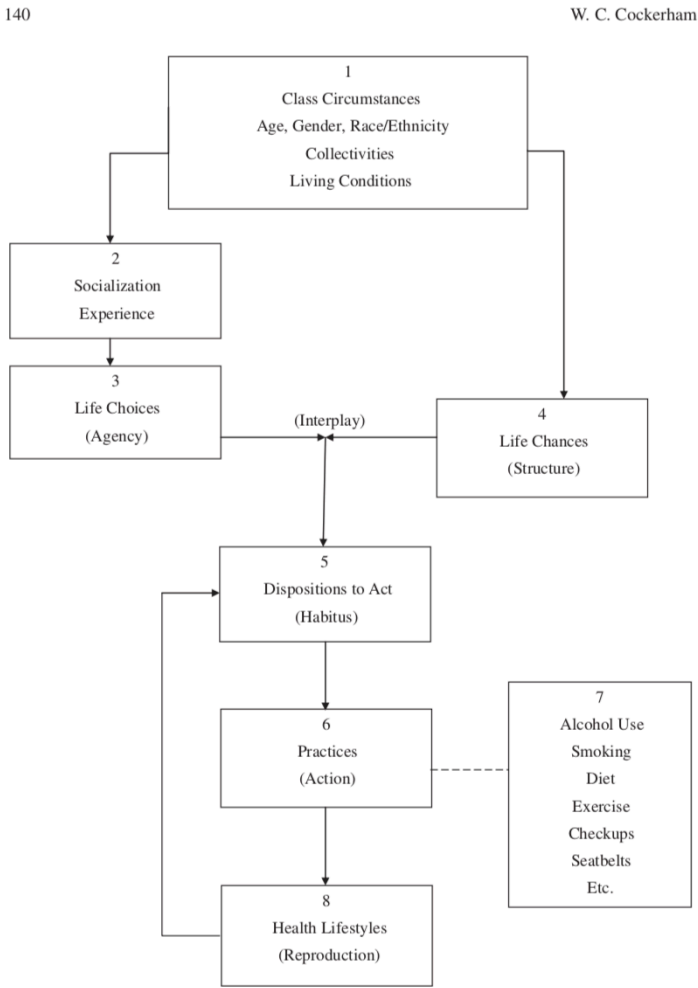 140
W. C. Cockerham
1
Class Circumstances
Age, Gender, Race/Ethnicity
Collectivities
Living Conditions
2
Socialization
Experience
3
Life Choices
(Agency)
(Interplay)
4
Life Chances
(Structure)
5
Dispositions to Act
(Habitus)
6
Practices
(Action)
7
Alcohol Use
Smoking
Diet
Exercise
Checkups
Seatbelts
Etc.
8
Health Lifestyles
(Reproduction)